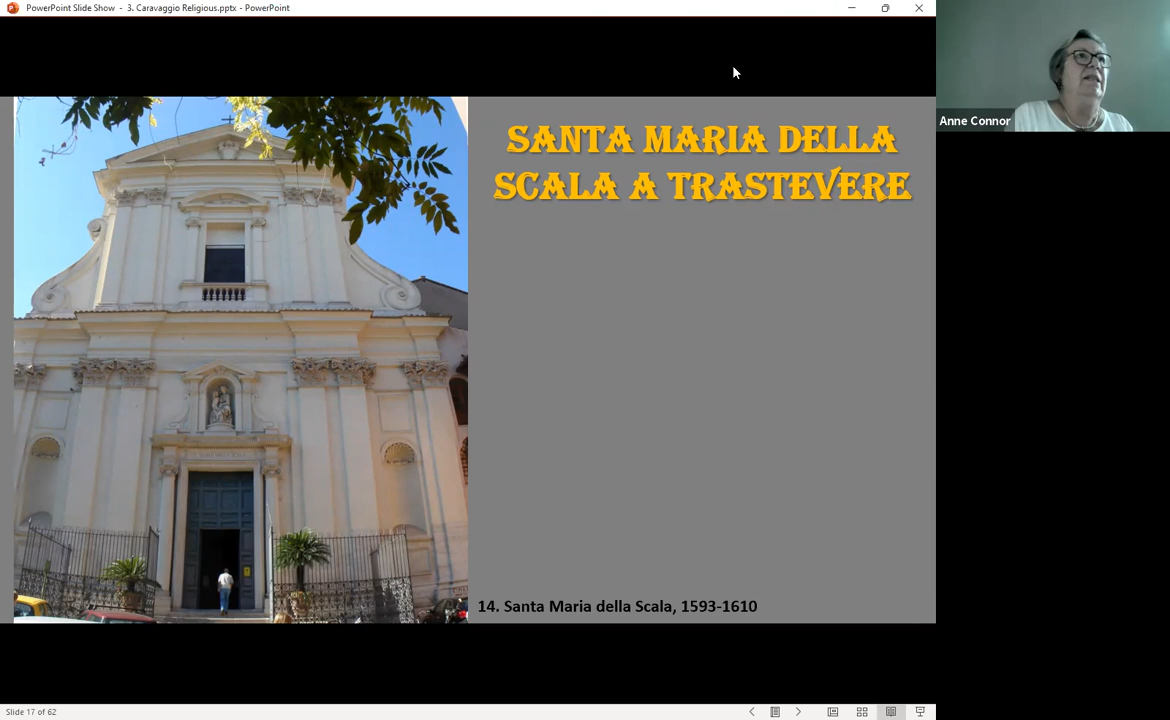 PowerPoint Slide Show - 3. Caravaggio Religious.pptx - PowerPoint
Anne Connor
SANTA MARIA DELLA
SCALA A TRASTEVERE
14. Santa Maria della Scala, 1593-1610
Slide 17 of 62